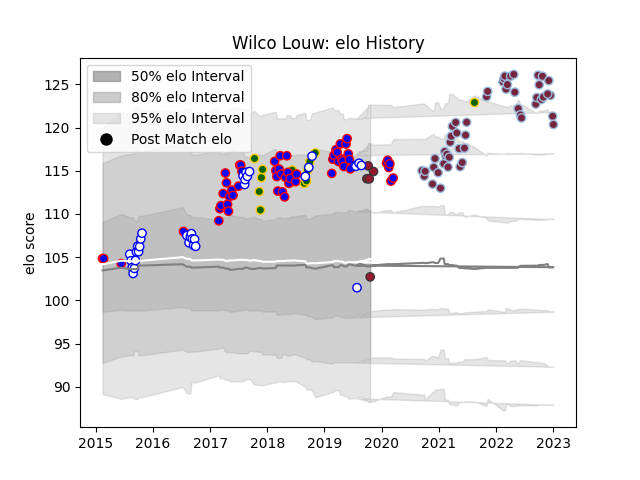 Wilco Louw: elo History
50% elo Interval
80% elo Interval
95% elo Interval
Post Match elo
elo score
125
120
115
110
105
100
95
90
2015 2016 2017 2018 2019 2020 2021 2022 2023